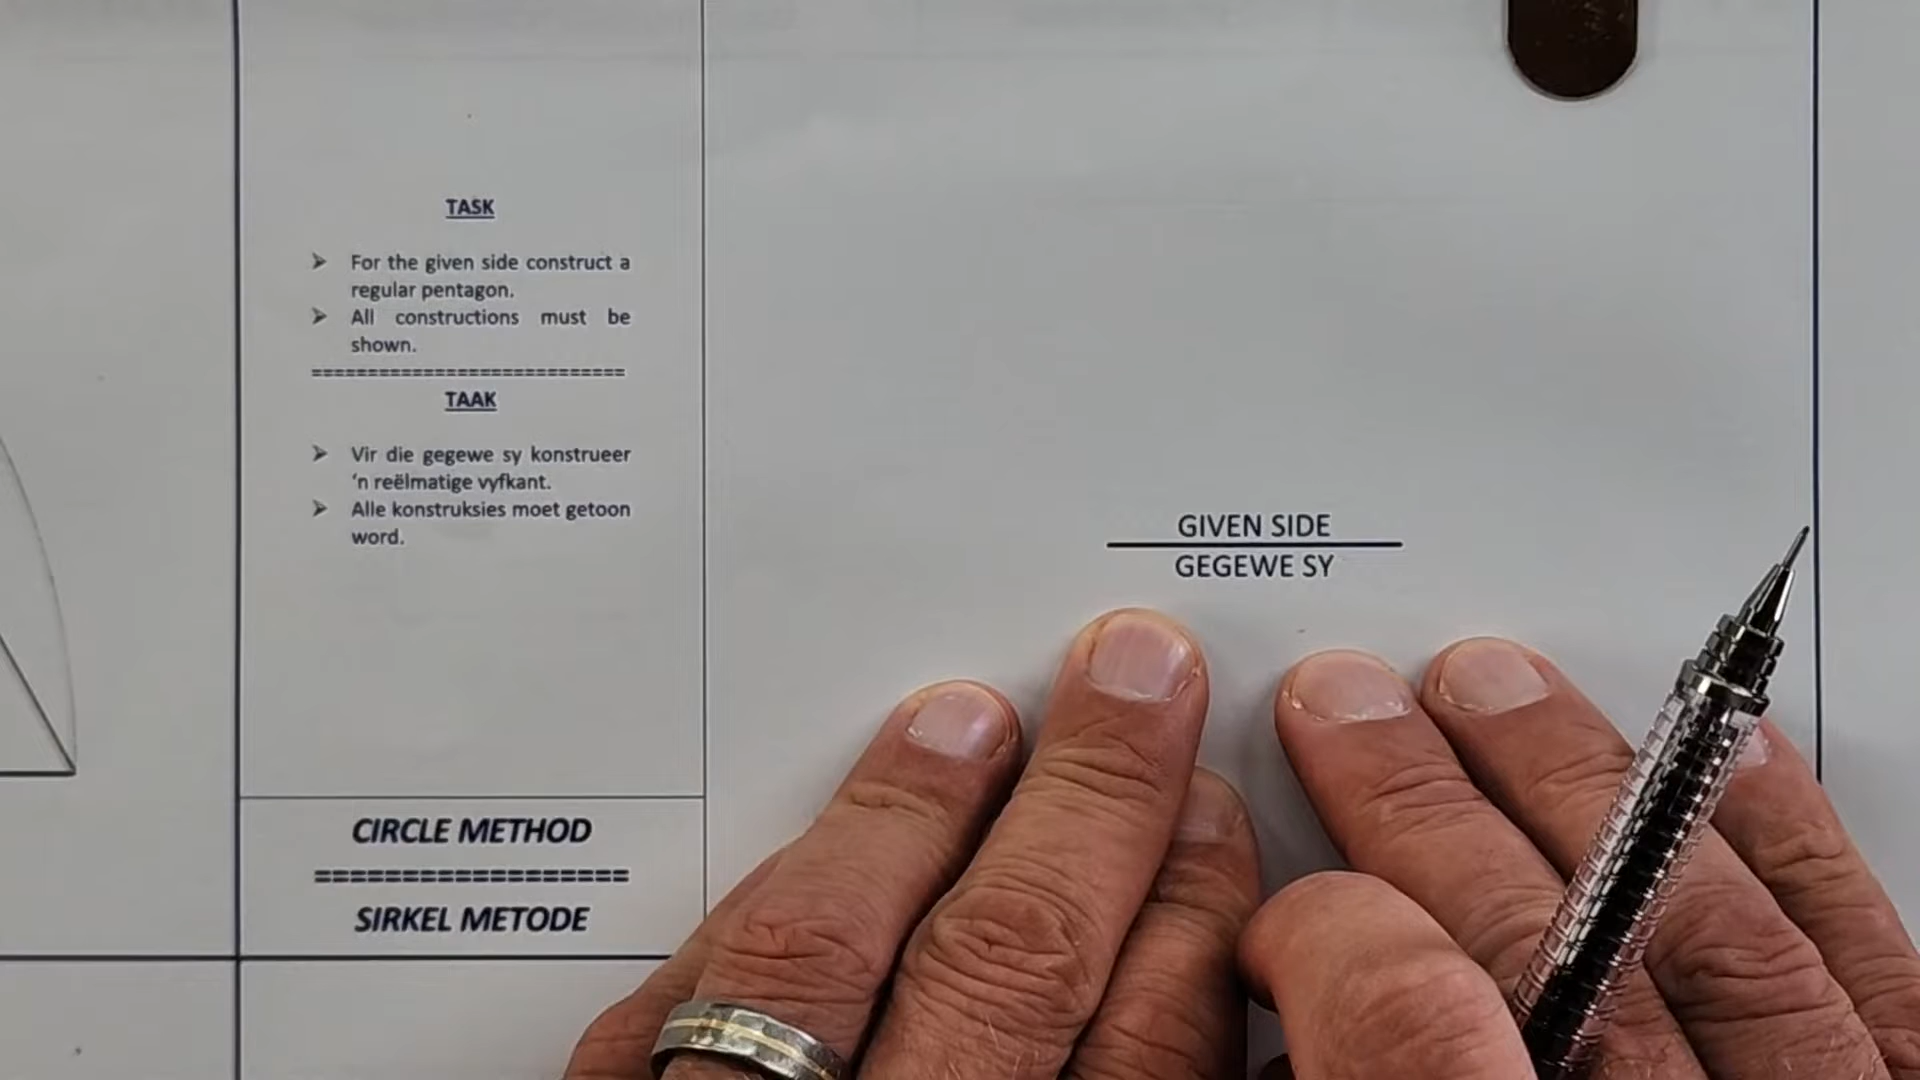 TASK
➢ For the given side construct a
regular pentagon.
➢ All constructions must be
shown.
===========================
TAAK
➢ Vir die gegewe sy konstrueer
‘n reëlmatige vyfkant.
➢ Alle konstruksies moet getoon
word.
CIRCLE METHOD
==================
SIRKEL METODE
GIVEN SIDE
GEGEWE SY